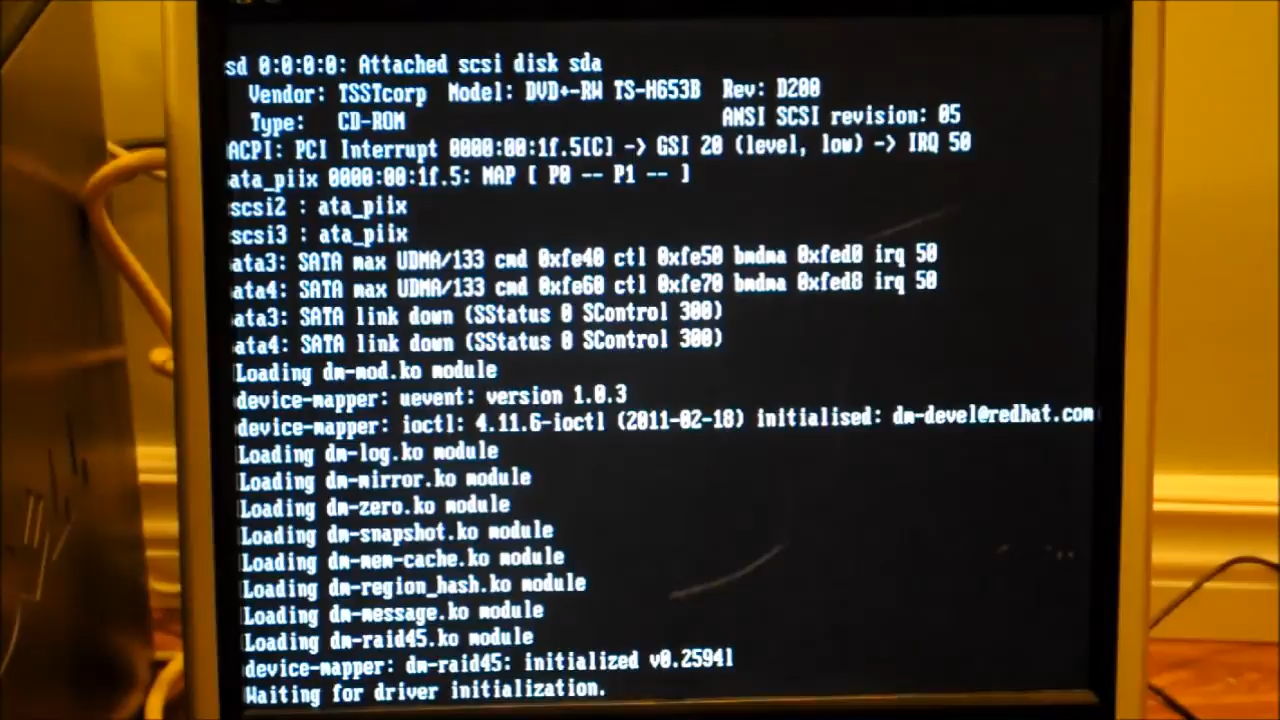 sd 0:0:0:0: Attached scsi disk sda
Vendor: TSSTcorp Model: DVD+-RW TS-H653B Rev: D200
Type: CD-ROM ANSI SCSI revision: 05
ACPI: PCI Interrupt 0000:00:1f.5[C] -> GSI 20 (level, low) -> IRQ 50
ata_piix 0000:00:1f.5: MAP [ P0 -- P1 -- ]
scsi2 : ata_piix
scsi3 : ata_piix
ata3: SATA max UDMA/133 cmd 0xfe40 ctl 0xfe50 bmdma 0xfed0 irq 50
ata4: SATA max UDMA/133 cmd 0xfe60 ctl 0xfe70 bmdma 0xfed8 irq 50
ata3: SATA link down (SStatus 0 SControl 300)
ata4: SATA link down (SStatus 0 SControl 300)
Loading dm-mod.ko module
device-mapper: uevent: version 1.0.3
device-mapper: ioctl: 4.11.6-ioctl (2011-02-18) initialised: dm-devel@redhat.com
Loading dm-log.ko module
Loading dm-mirror.ko module
Loading dm-zero.ko module
Loading dm-snapshot.ko module
Loading dm-mem-cache.ko module
Loading dm-region_hash.ko module
Loading dm-message.ko module
Loading dm-raid45.ko module
device-mapper: dm-raid45: initialized v0.2594l
Waiting for driver initialization.